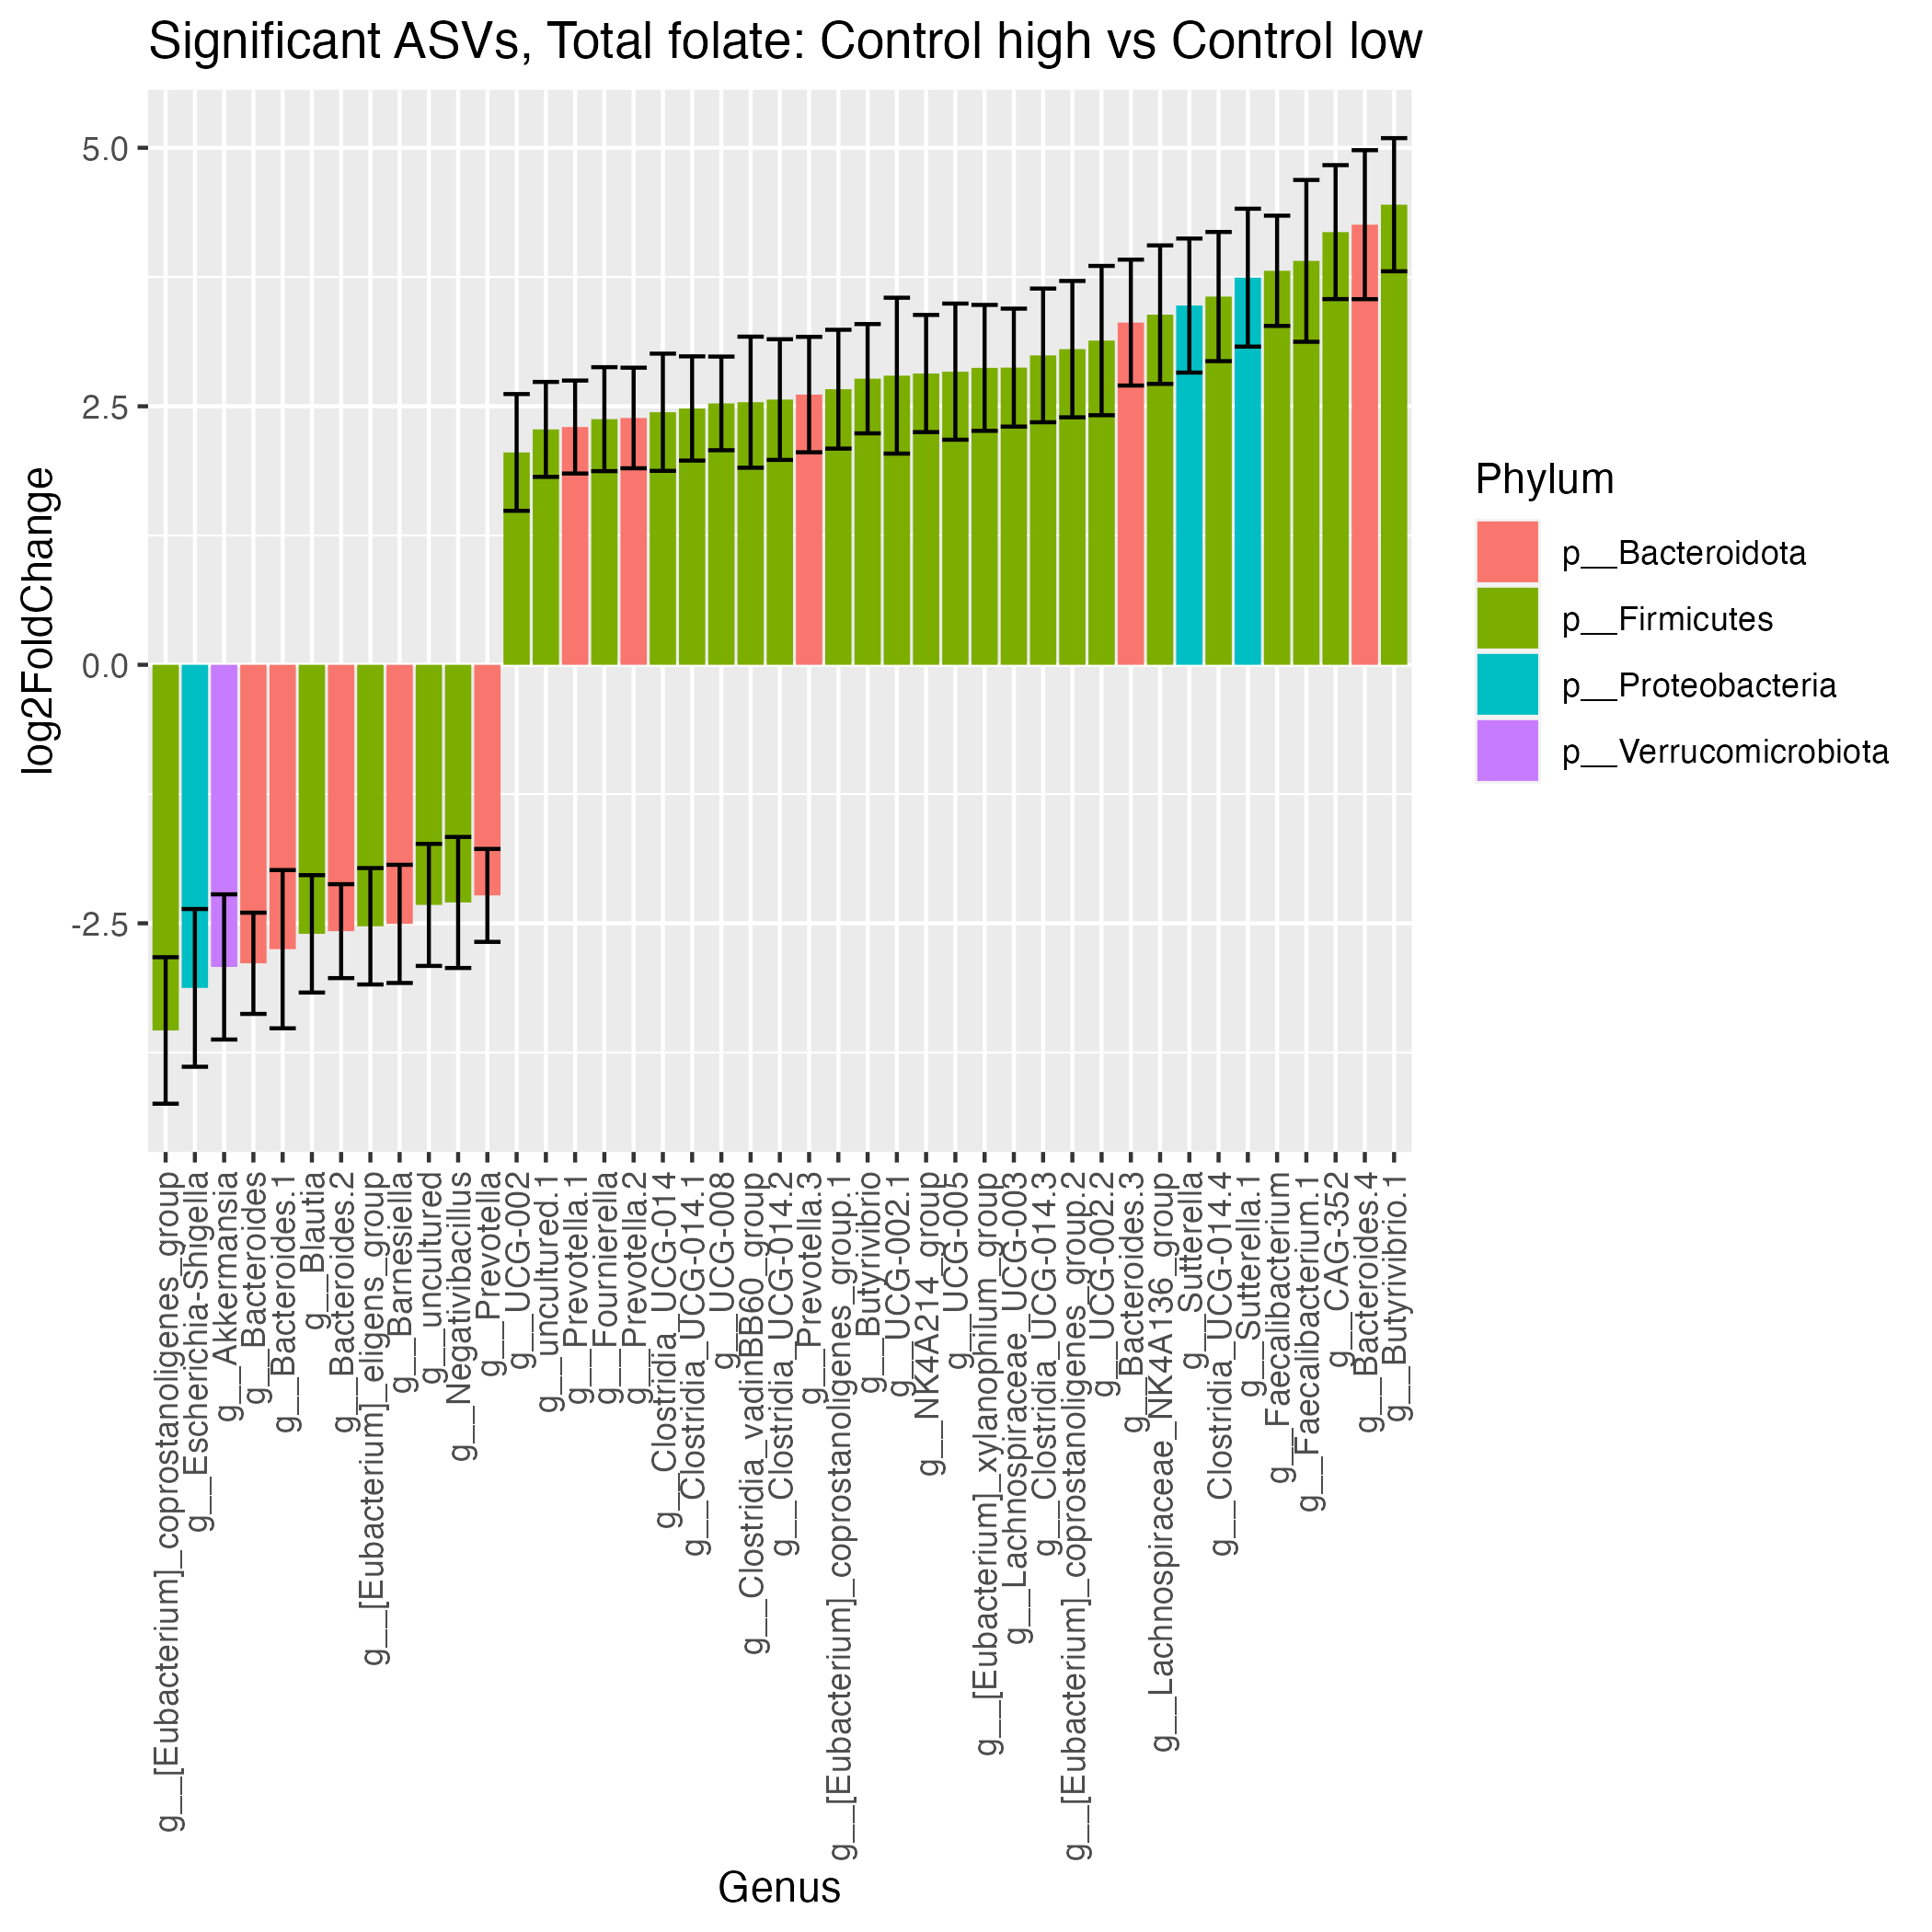 Significant ASVs, Total folate: Control high vs Control low
log2FoldChange
5.0
2.5
0.0
-2.5
g__[Eubacterium]_coprostanoligenes_group
g__Escherichia-Shigella
g__Akkermansia
g__Bacteroides
g__Bacteroides.1
g__Blautia
g__Bacteroides.2
g__[Eubacterium]_eligens_group
g__Barnesiella
g__uncultured
g__Negativibacillus
g__Prevotella
g__UCG-002
g__uncultured.1
g__Prevotella.1
g__Fournierella
g__Prevotella.2
g__Clostridia_UCG-014
g__Clostridia_UCG-014.1
g__UCG-008
g__Clostridia_vadinBB60_group
g__Clostridia_UCG-014.2
g__Prevotella.3
g__[Eubacterium]_coprostanoligenes_group.1
g__Butyrivibrio
g__UCG-002.1
g__NK4A214_group
g__UCG-005
g__[Eubacterium]_xylanophilum_group
g__Lachnospiraceae_UCG-003
g__Clostridia_UCG-014.3
g__[Eubacterium]_coprostanoligenes_group.2
g__UCG-002.2
g__Bacteroides.3
g__Lachnospiraceae_NK4A136_group
g__Sutterella
g__Clostridia_UCG-014.4
g__Sutterella.1
g__Faecalibacterium
g__Faecalibacterium.1
g__CAG-352
g__Bacteroides.4
g__Butyrivibrio.1
Genus
Phylum
p__Bacteroidota
p__Firmicutes
p__Proteobacteria
p__Verrucomicrobiota